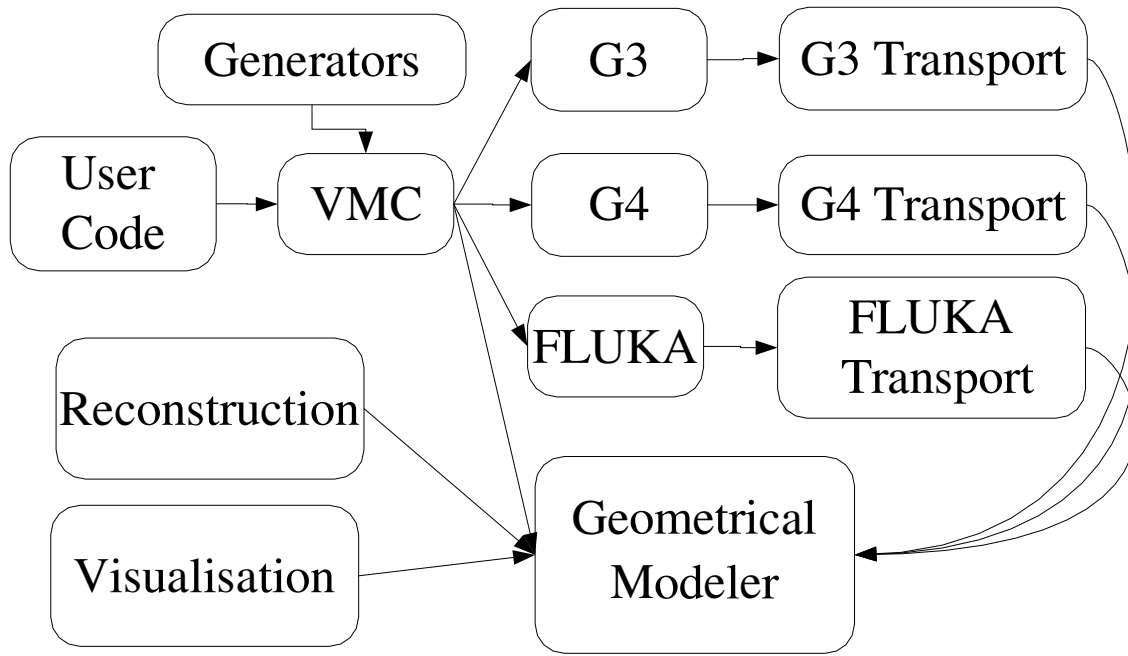 Generators
G3
G3 Transport
User
Code
VMC
G4
G4 Transport
FLUKA
FLUKA
Transport
Reconstruction
Geometrical
Modeler
Visualisation